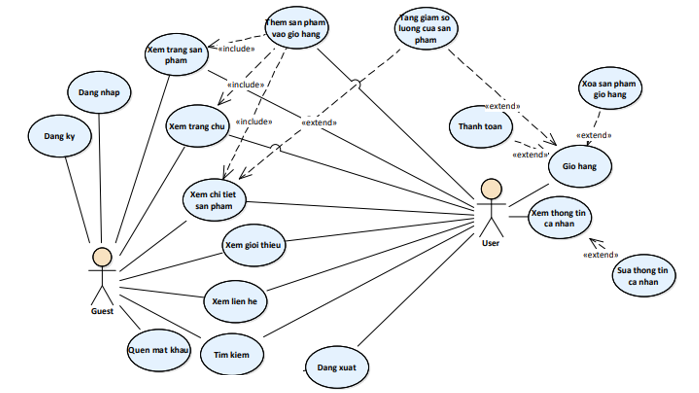 Them san pham
vao gio hang
Tang giam so
luong cua san
pham
Xem trang san
pham
«include»
Dang nhap
«include»
Xoa san pham
gio hang
«extend»
Xem trang chu
«include»
«extend»
Thanh toan
Dang ky
«extend»
«extend»
Gio hang
Xem chi tiet
san pham
Xem thong tin
ca nhan
User
Xem gioi thieu
«extend»
Sua thong tin
ca nhan
Guest
Xem lien he
Quen mat khau
Tim kiem
Dang xuat